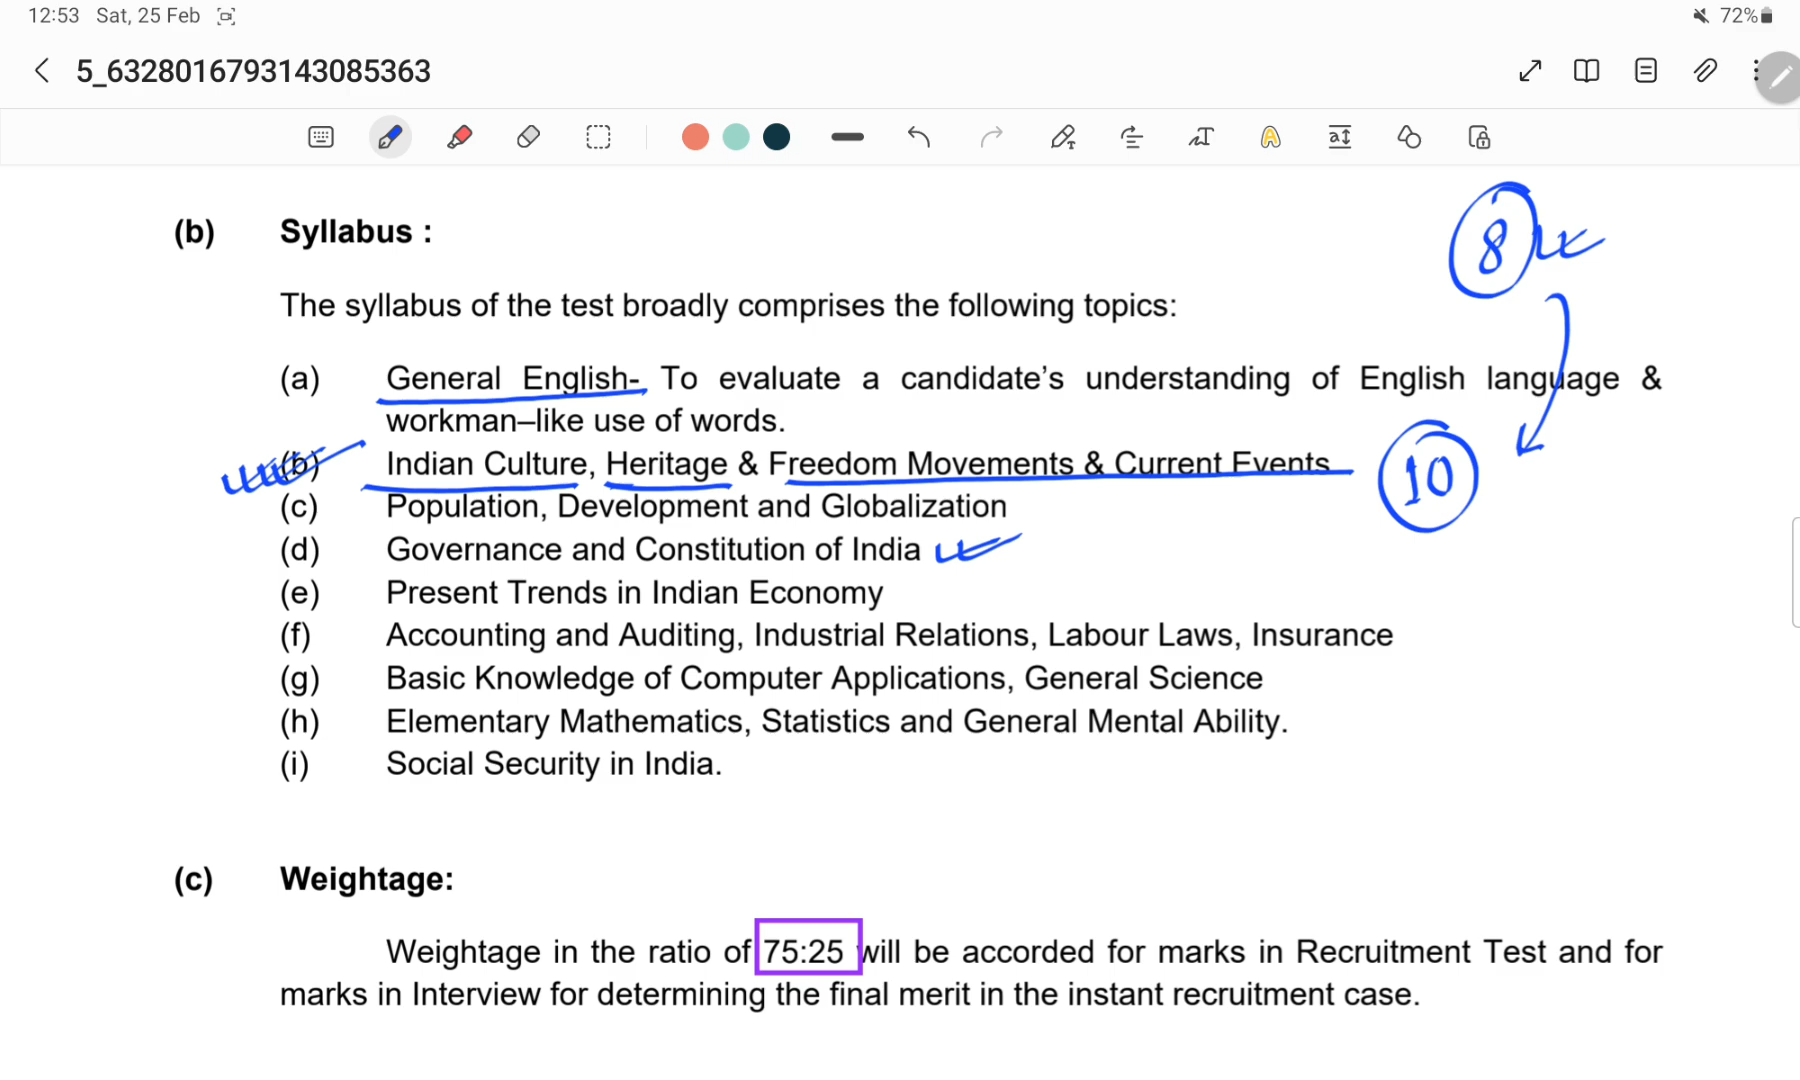 12:53 Sat, 25 Feb
72%
5_6328016793143085363
(b) Syllabus :
8
The syllabus of the test broadly comprises the following topics:
(a) General English- To evaluate a candidate’s understanding of English language &
workman–like use of words.
(b) Indian Culture, Heritage & Freedom Movements & Current Events
10
(c) Population, Development and Globalization
(d) Governance and Constitution of India
(e) Present Trends in Indian Economy
(f) Accounting and Auditing, Industrial Relations, Labour Laws, Insurance
(g) Basic Knowledge of Computer Applications, General Science
(h) Elementary Mathematics, Statistics and General Mental Ability.
(i) Social Security in India.
(c) Weightage:
Weightage in the ratio of 75:25 will be accorded for marks in Recruitment Test and for
marks in Interview for determining the final merit in the instant recruitment case.